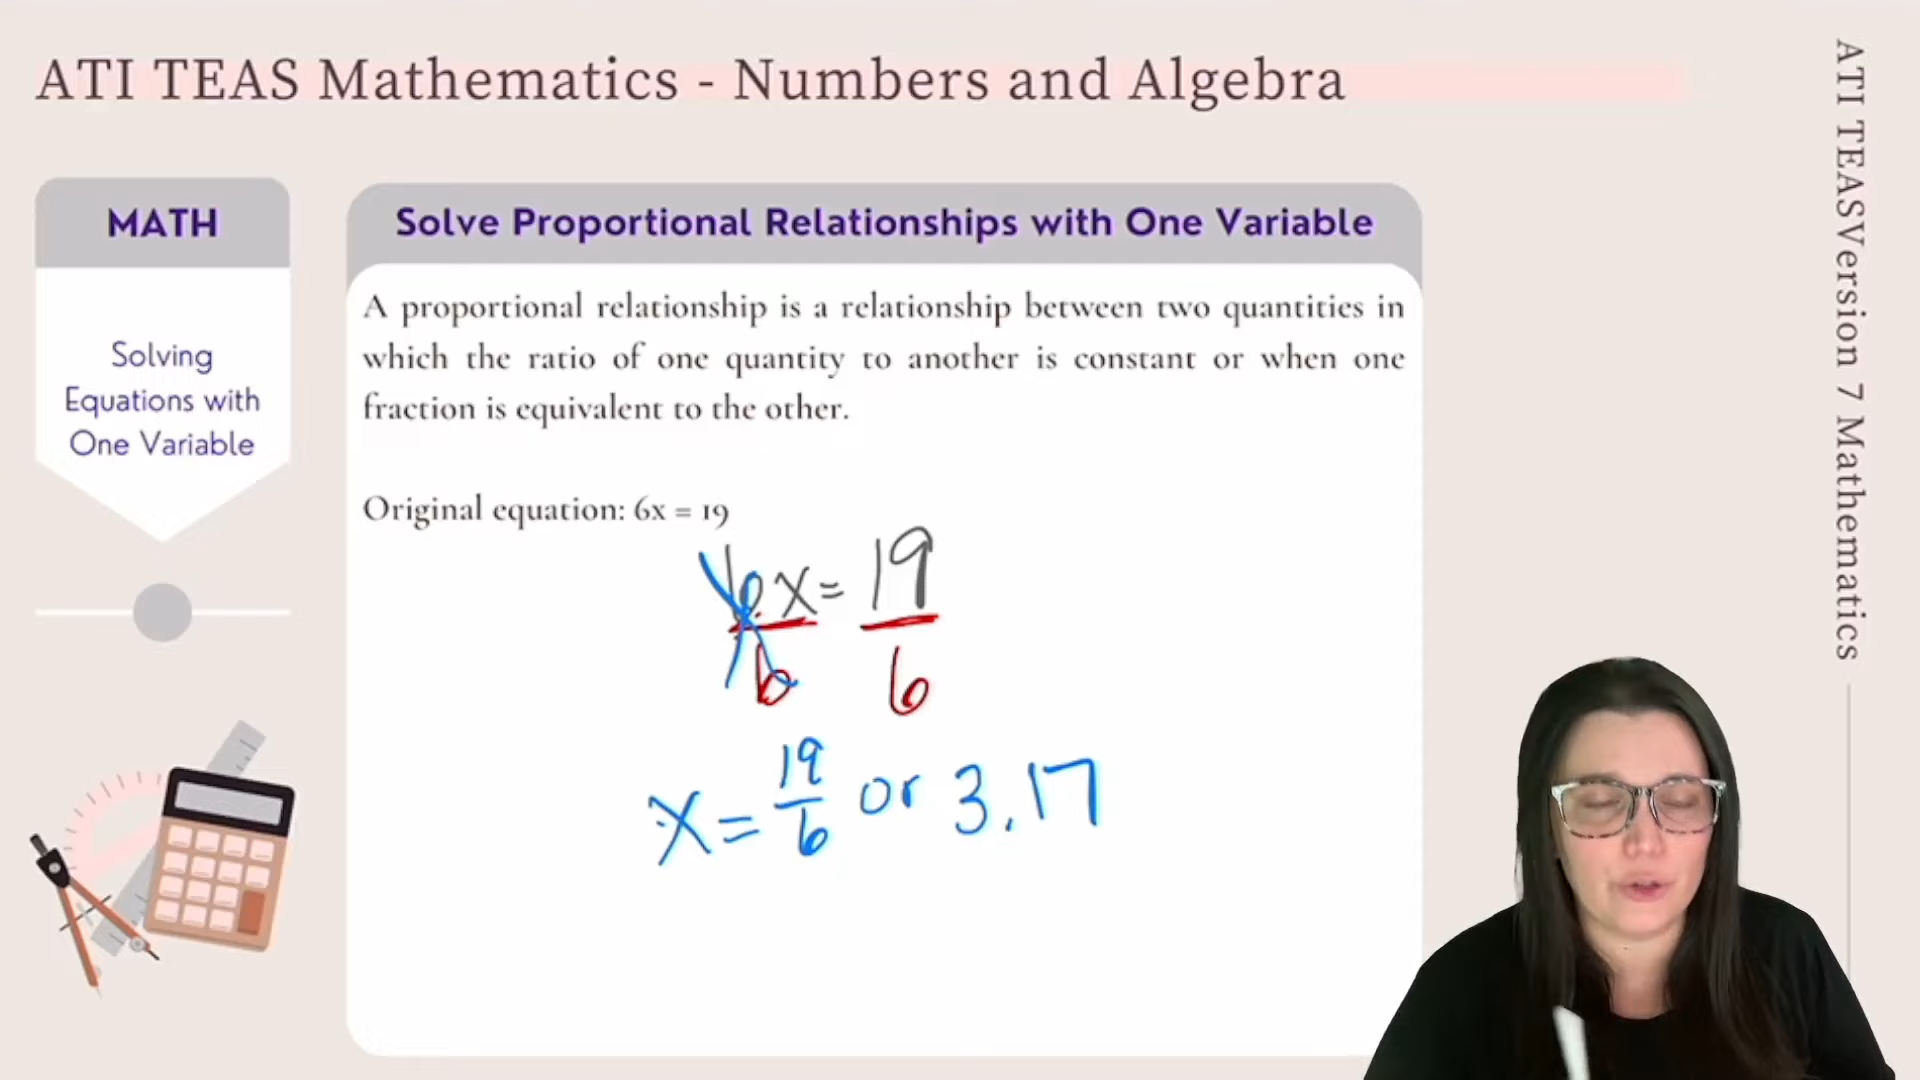 ATI TEAS Mathematics - Numbers and Algebra
MATH
Solving
Equations with
One Variable
Solve Proportional Relationships with One Variable
A proportional relationship is a relationship between two quantities in
which the ratio of one quantity to another is constant or when one
fraction is equivalent to the other.
Original equation: 6x = 19
6x = 19
6 6
x = 19/6 or 3.17
ATI TEASVersion 7 Mathematics